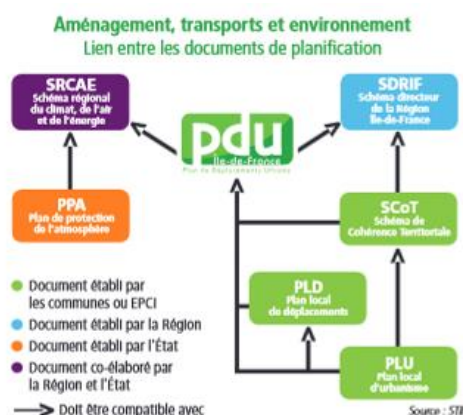 Aménagement, transports et environnement
Lien entre les documents de planification
SRCAE
Schéma régional
du climat, de l'air
et de l'énergie
pdu
Île-de-France
Plan de Déplacements Urbains
SDRIF
Schéma directeur
de la Région
Île-de-France
PPA
Plan de protection
de l'atmosphère
SCoT
Schéma de
Cohérence Territoriale
PLD
Plan local
de déplacements
PLU
Plan local
d'urbanisme
Document établi par
les communes ou EPCI
Document établi par la Région
Document établi par l'État
Document co-élaboré par
la Région et l'État
Doit être compatible avec
Source :